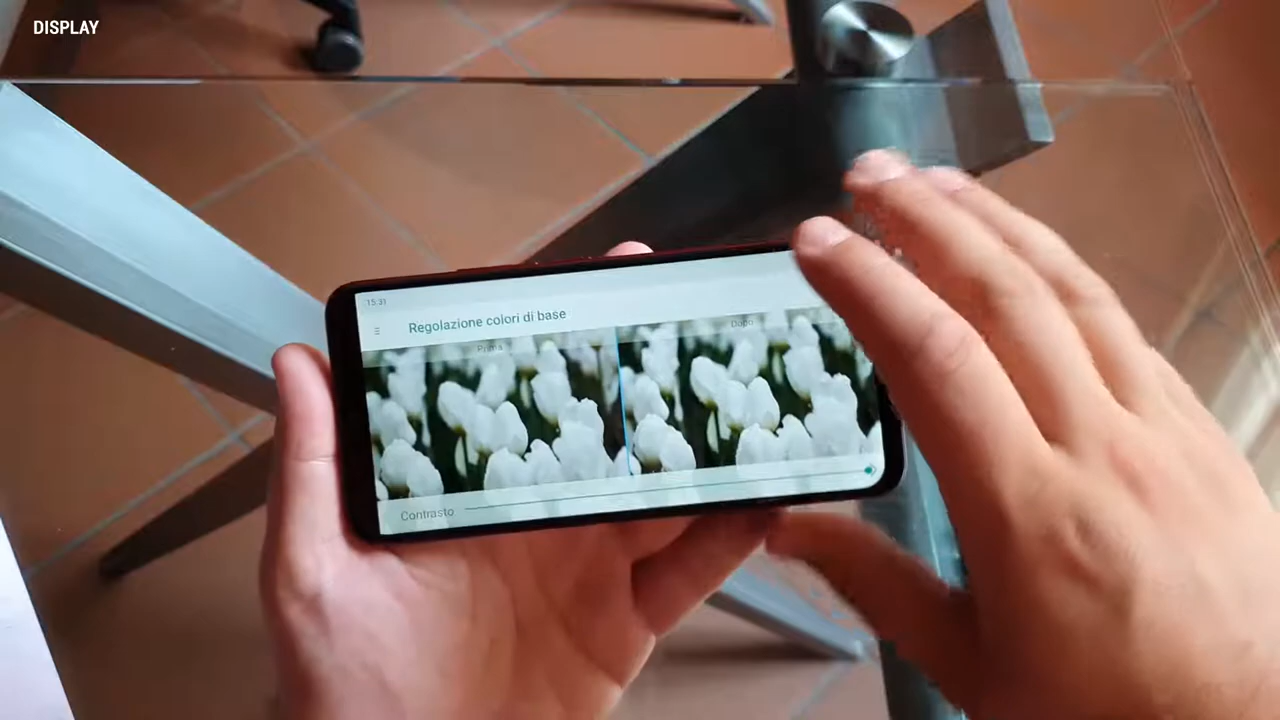 DISPLAY
15:31
Regolazione colori di base
Prima
Dopo
Contrasto